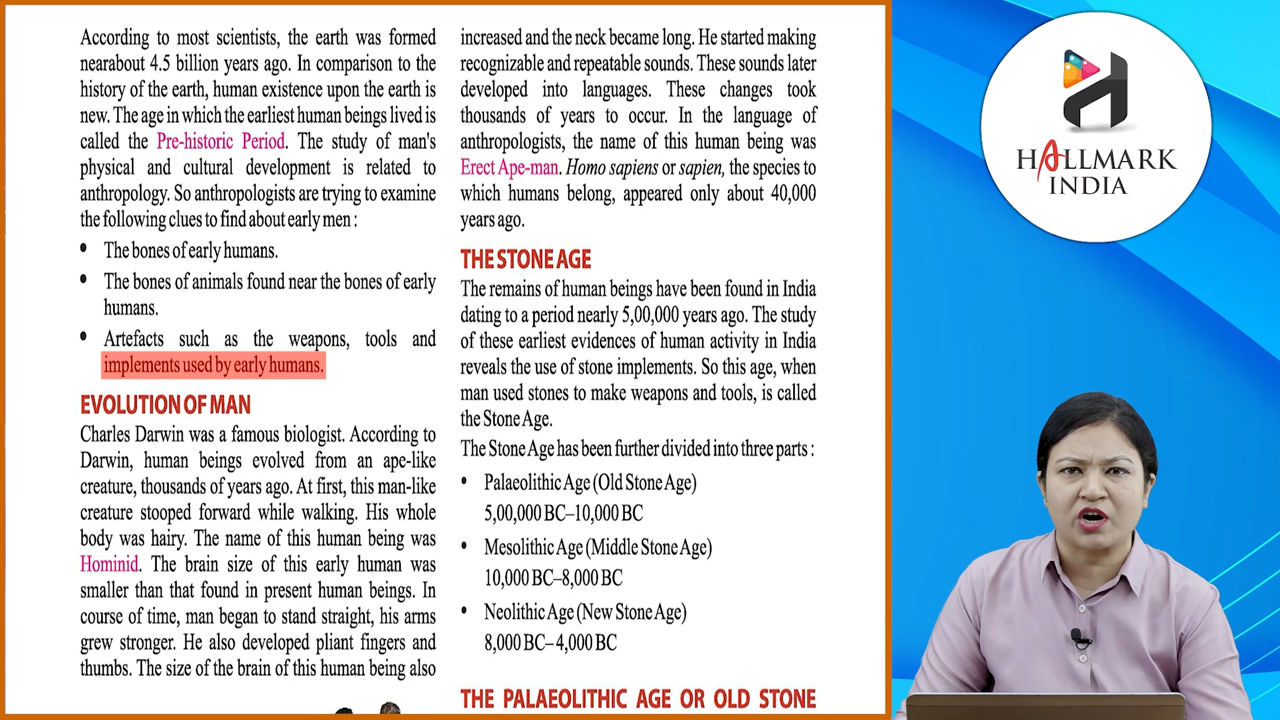 According to most scientists, the earth was formed
nearabout 4.5 billion years ago. In comparison to the
history of the earth, human existence upon the earth is
new. The age in which the earliest human beings lived is
called the Pre-historic Period. The study of man's
physical and cultural development is related to
anthropology. So anthropologists are trying to examine
the following clues to find about early men :
• The bones of early humans.
• The bones of animals found near the bones of early
humans.
• Artefacts such as the weapons, tools and
implements used by early humans.
EVOLUTION OF MAN
Charles Darwin was a famous biologist. According to
Darwin, human beings evolved from an ape-like
creature, thousands of years ago. At first, this man-like
creature stooped forward while walking. His whole
body was hairy. The name of this human being was
Hominid. The brain size of this early human was
smaller than that found in present human beings. In
course of time, man began to stand straight, his arms
grew stronger. He also developed pliant fingers and
thumbs. The size of the brain of this human being also
increased and the neck became long. He started making
recognizable and repeatable sounds. These sounds later
developed into languages. These changes took
thousands of years to occur. In the language of
anthropologists, the name of this human being was
Erect Ape-man. Homo sapiens or sapien, the species to
which humans belong, appeared only about 40,000
years ago.
THE STONE AGE
The remains of human beings have been found in India
dating to a period nearly 5,00,000 years ago. The study
of these earliest evidences of human activity in India
reveals the use of stone implements. So this age, when
man used stones to make weapons and tools, is called
the Stone Age.
The Stone Age has been further divided into three parts :
• Palaeolithic Age (Old Stone Age)
5,00,000 BC–10,000 BC
• Mesolithic Age (Middle Stone Age)
10,000 BC–8,000 BC
• Neolithic Age (New Stone Age)
8,000 BC– 4,000 BC
THE PALAEOLITHIC AGE OR OLD STONE
HALLMARK
INDIA